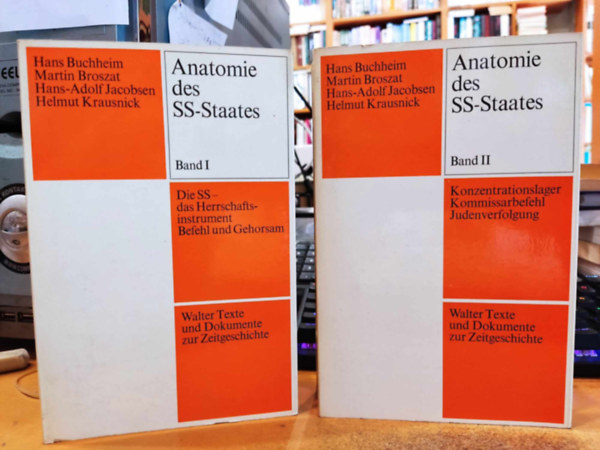 Hans Buchheim
Martin Broszat
Hans-Adolf Jacobsen
Helmut Krausnick
Anatomie
des
SS-Staates
Band I
Die SS –
das Herrschafts-
instrument
Befehl und Gehorsam
Walter Texte
und Dokumente
zur Zeitgeschichte
Hans Buchheim
Martin Broszat
Hans-Adolf Jacobsen
Helmut Krausnick
Anatomie
des
SS-Staates
Band II
Konzentrationslager
Kommissarbefehl
Judenverfolgung
Walter Texte
und Dokumente
zur Zeitgeschichte